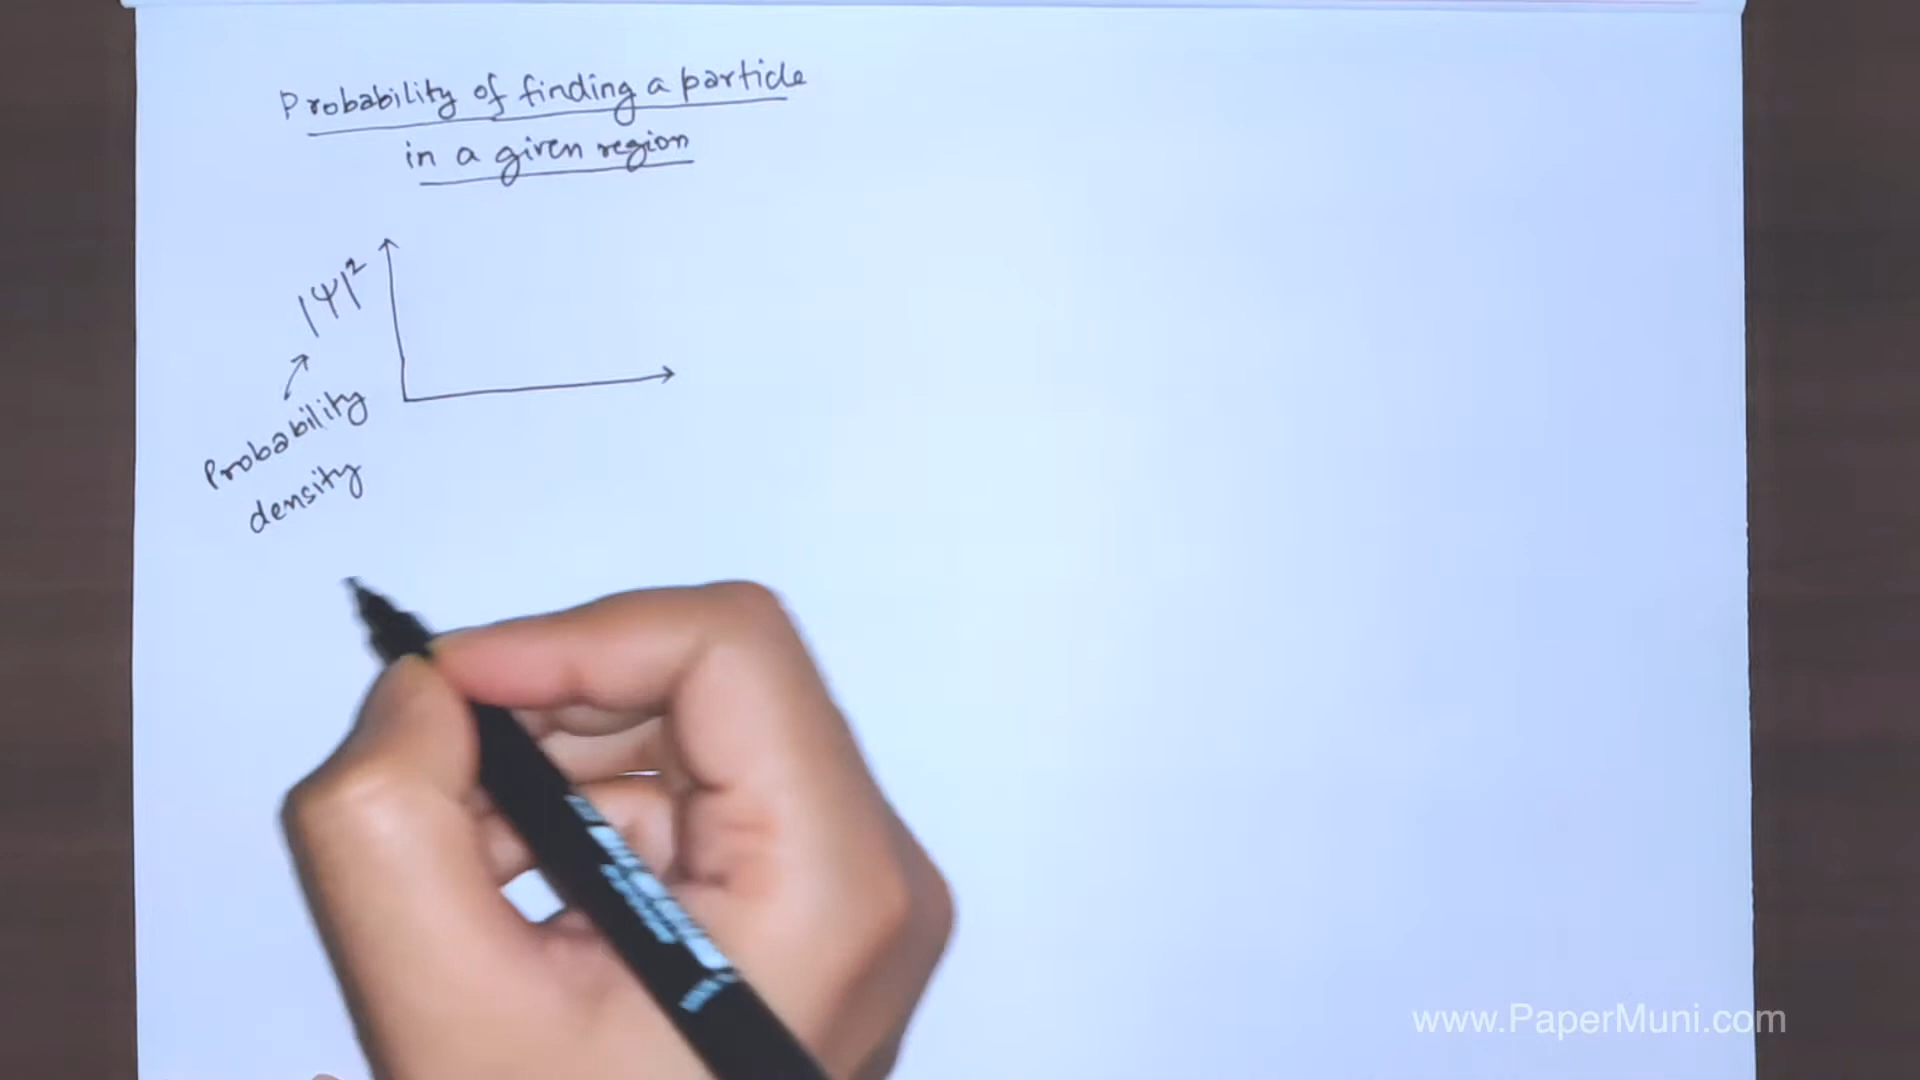 Probability of finding a particle
in a given region
|Ψ|²
Probability
density
www.PaperMuni.com